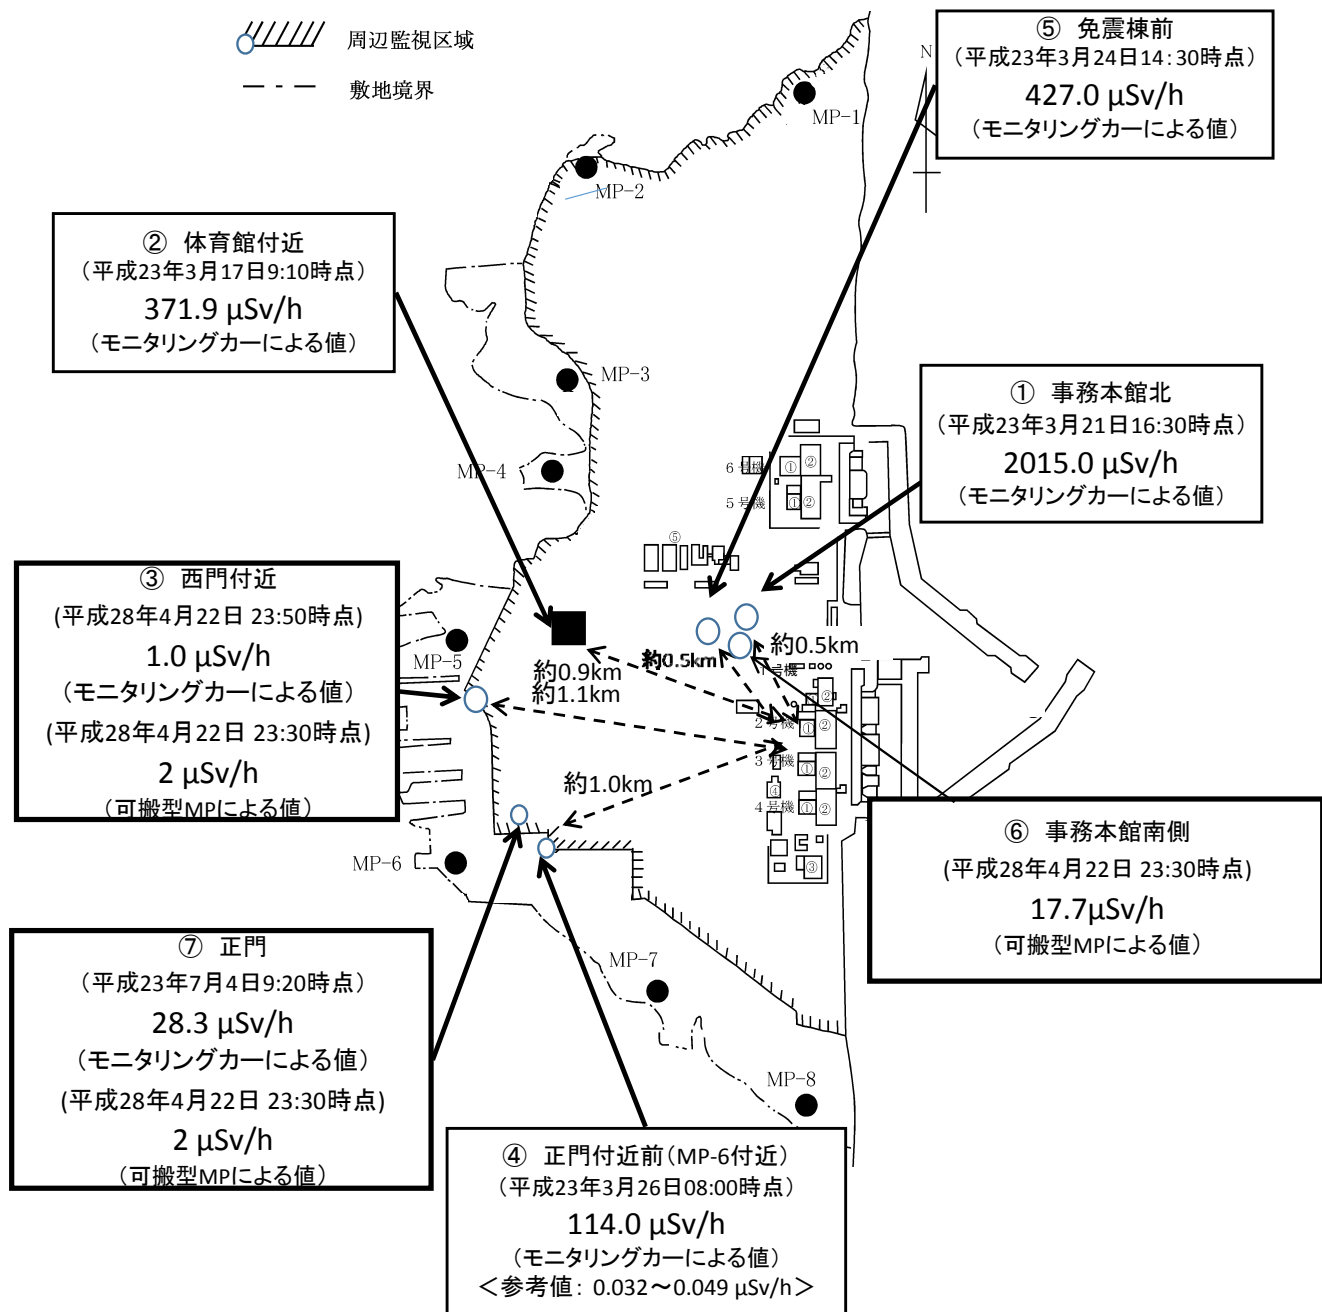 周辺監視区域
敷地境界
⑤ 免震棟前
(平成23年3月24日14:30時点)
427.0 μSv/h
(モニタリングカーによる値)
N
MP-1
MP-2
② 体育館付近
(平成23年3月17日9:10時点)
371.9 μSv/h
(モニタリングカーによる値)
MP-3
① 事務本館北
(平成23年3月21日16:30時点)
2015.0 μSv/h
(モニタリングカーによる値)
MP-4
6号機
① ②
5号機
① ②
⑤
③ 西門付近
(平成28年4月22日 23:50時点)
1.0 μSv/h
(モニタリングカーによる値)
(平成28年4月22日 23:30時点)
2 μSv/h
(可搬型MPによる値)
MP-5
約0.9km
約1.1km
約0.5km
約0.5km
1号機
②
2号機
① ②
3号機
① ②
④
4号機
① ②
③
約1.0km
MP-6
⑥ 事務本館南側
(平成28年4月22日 23:30時点)
17.7μSv/h
(可搬型MPによる値)
⑦ 正門
(平成23年7月4日9:20時点)
28.3 μSv/h
(モニタリングカーによる値)
(平成28年4月22日 23:30時点)
2 μSv/h
(可搬型MPによる値)
MP-7
MP-8
④ 正門付近前(MP-6付近)
(平成23年3月26日08:00時点)
114.0 μSv/h
(モニタリングカーによる値)
<参考値: 0.032~0.049 μSv/h>